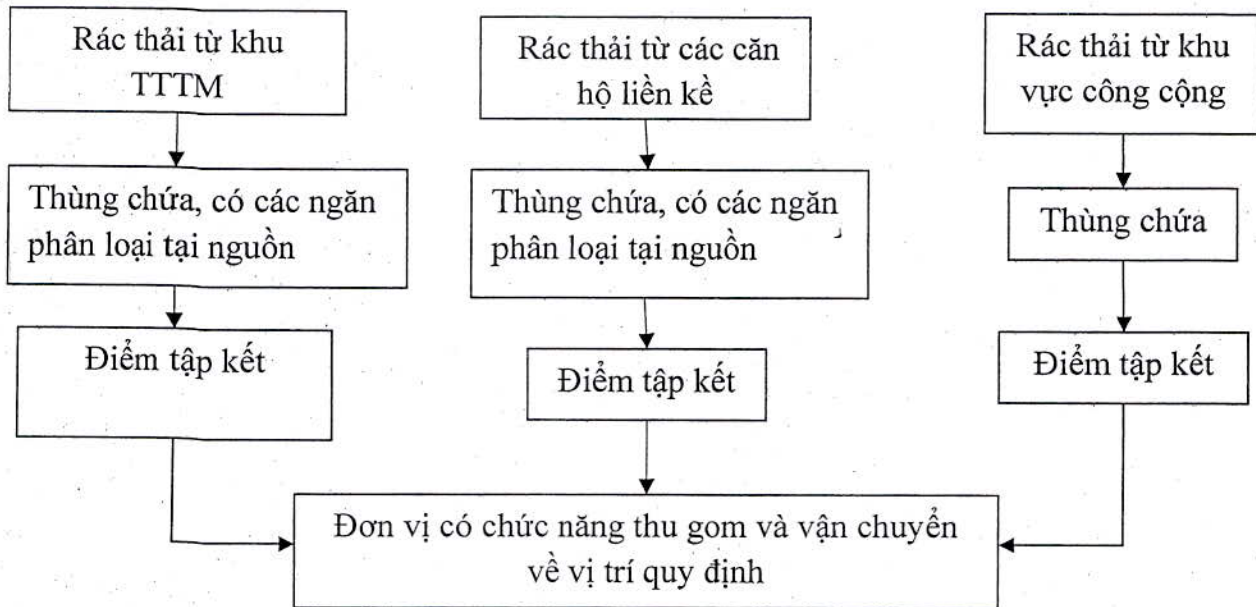 Rác thải từ khu
TTTM
Thùng chứa, có các ngăn
phân loại tại nguồn
Điểm tập kết
Rác thải từ các căn
hộ liền kề
Thùng chứa, có các ngăn
phân loại tại nguồn
Điểm tập kết
Rác thải từ khu
vực công cộng
Thùng chứa
Điểm tập kết
Đơn vị có chức năng thu gom và vận chuyển
về vị trí quy định